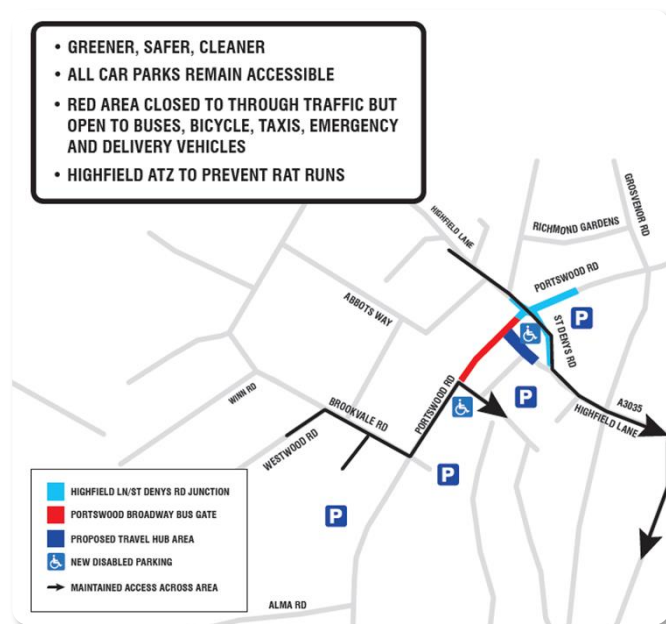 • GREENER, SAFER, CLEANER
• ALL CAR PARKS REMAIN ACCESSIBLE
• RED AREA CLOSED TO THROUGH TRAFFIC BUT
OPEN TO BUSES, BICYCLE, TAXIS, EMERGENCY
AND DELIVERY VEHICLES
• HIGHFIELD ATZ TO PREVENT RAT RUNS
HIGHFIELD LANE
RICHMOND GARDENS
GROSVENOR RD
PORTSWOOD RD
ABBOTS WAY
P
ST DENYS RD
WINN RD
BROOKVALE RD
PORTSWOOD RD
P
A3035
HIGHFIELD LANE
WESTWOOD RD
P
P
HIGHFIELD LN/ST DENYS RD JUNCTION
PORTSWOOD BROADWAY BUS GATE
PROPOSED TRAVEL HUB AREA
NEW DISABLED PARKING
MAINTAINED ACCESS ACROSS AREA
ALMA RD